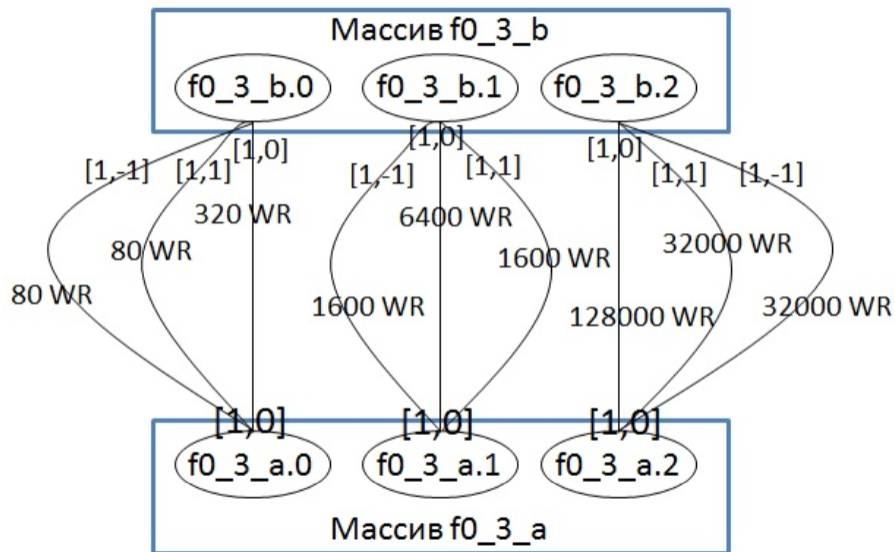 Массив f0_3_b
f0_3_b.0 f0_3_b.1 f0_3_b.2
[1,-1] [1,1] [1,0] [1,-1] [1,0] [1,1] [1,0] [1,1] [1,-1]
320 WR 6400 WR
80 WR 1600 WR 32000 WR
80 WR 1600 WR 128000 WR 32000 WR
[1,0] [1,0] [1,0]
f0_3_a.0 f0_3_a.1 f0_3_a.2
Массив f0_3_a